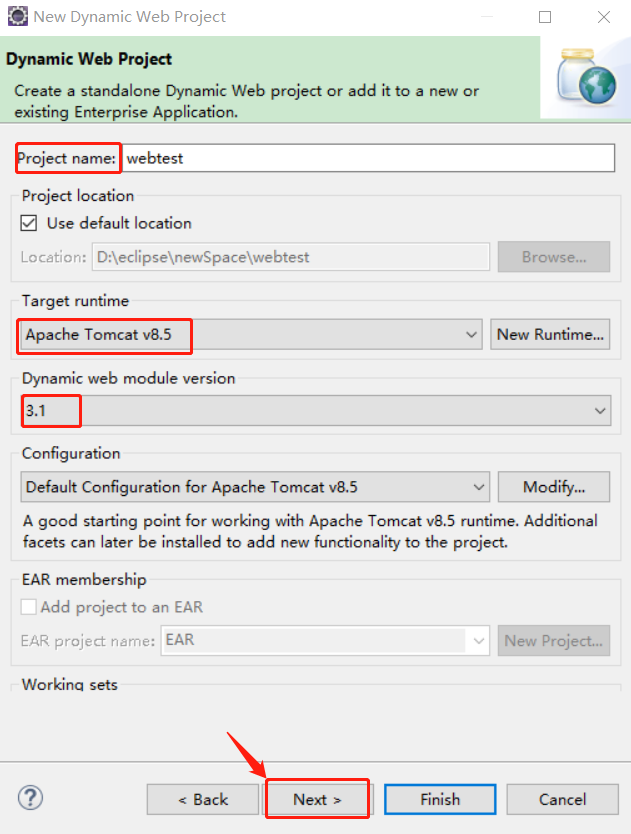 New Dynamic Web Project
Dynamic Web Project
Create a standalone Dynamic Web project or add it to a new or
existing Enterprise Application.
Project name: webtest
Project location
Use default location
Location: D:\eclipse\newSpace\webtest Browse...
Target runtime
Apache Tomcat v8.5 New Runtime...
Dynamic web module version
3.1
Configuration
Default Configuration for Apache Tomcat v8.5 Modify...
A good starting point for working with Apache Tomcat v8.5 runtime. Additional
facets can later be installed to add new functionality to the project.
EAR membership
Add project to an EAR
EAR project name: EAR New Project...
Working sets
? < Back Next > Finish Cancel